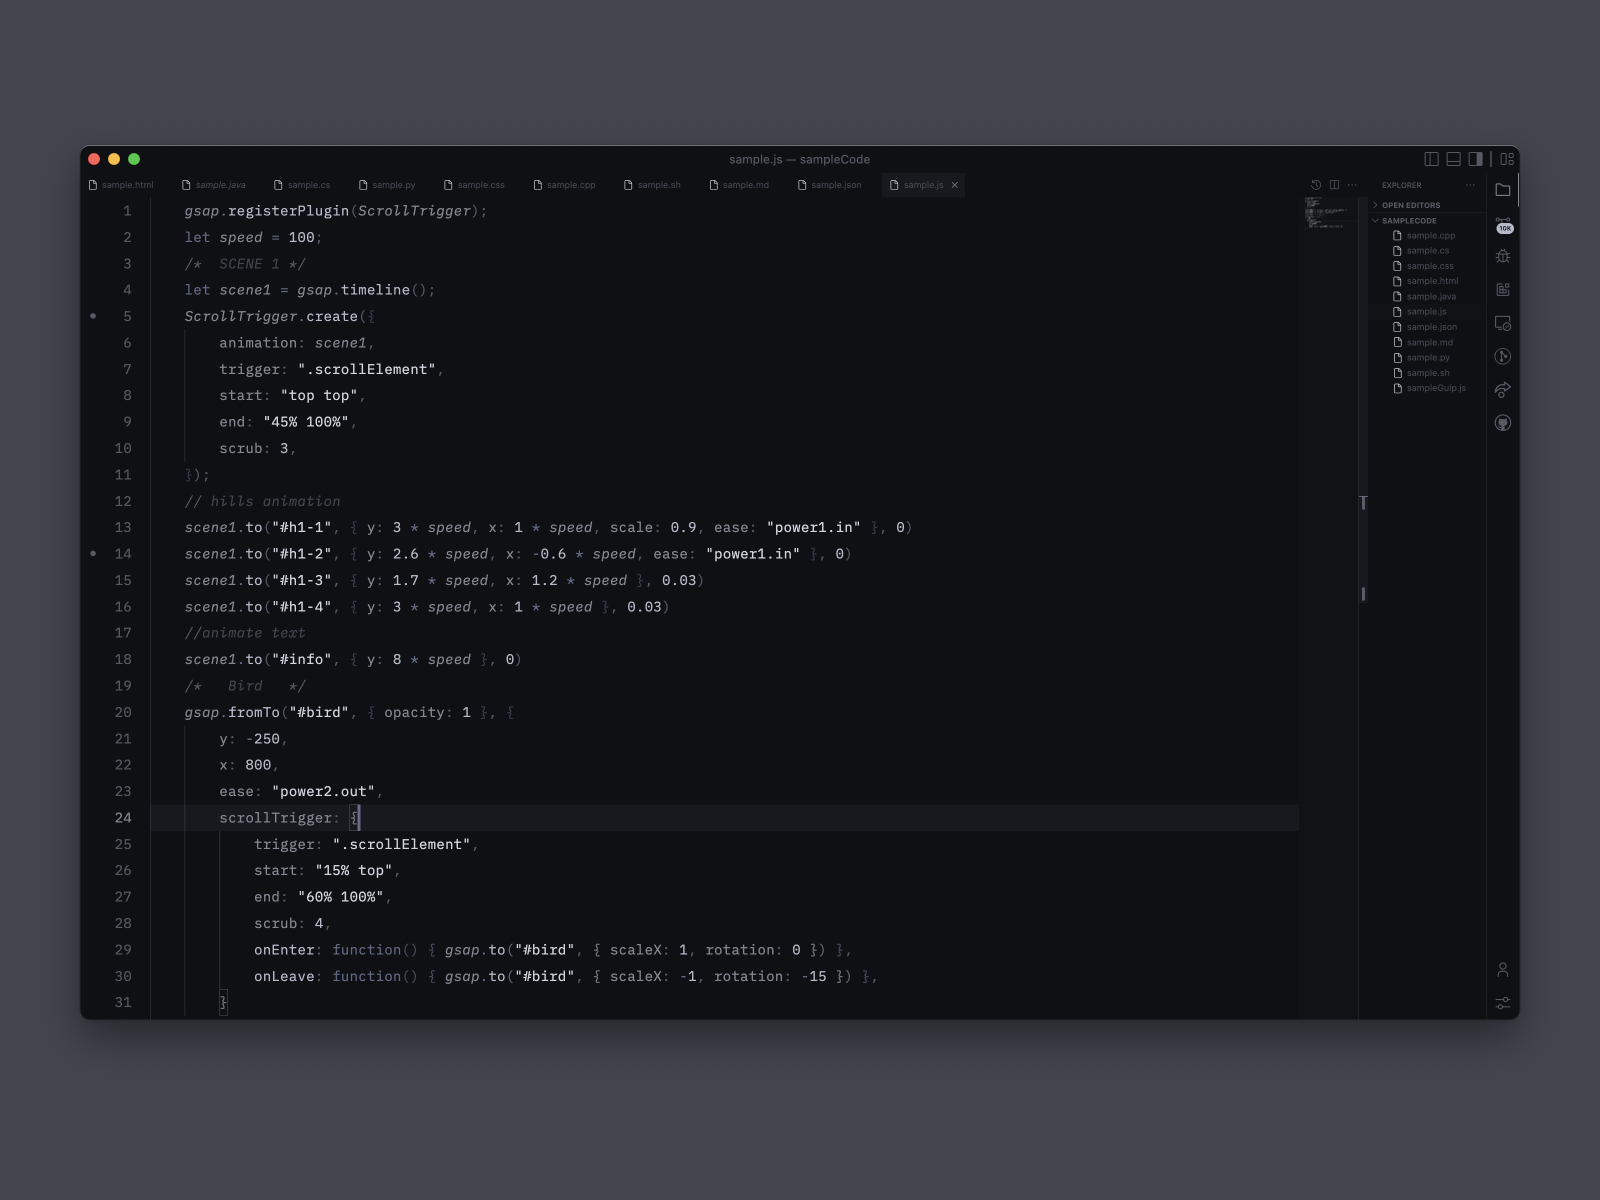 sample.js — sampleCode
sample.html sample.java sample.cs sample.py sample.css sample.cpp sample.sh sample.md sample.json sample.js
1 gsap.registerPlugin(ScrollTrigger);
2 let speed = 100;
3 /*  SCENE 1 */
4 let scene1 = gsap.timeline();
5 ScrollTrigger.create({
6     animation: scene1,
7     trigger: ".scrollElement",
8     start: "top top",
9     end: "45% 100%",
10     scrub: 3,
11 });
12 // hills animation
13 scene1.to("#h1-1", { y: 3 * speed, x: 1 * speed, scale: 0.9, ease: "power1.in" }, 0)
14 scene1.to("#h1-2", { y: 2.6 * speed, x: -0.6 * speed, ease: "power1.in" }, 0)
15 scene1.to("#h1-3", { y: 1.7 * speed, x: 1.2 * speed }, 0.03)
16 scene1.to("#h1-4", { y: 3 * speed, x: 1 * speed }, 0.03)
17 //animate text
18 scene1.to("#info", { y: 8 * speed }, 0)
19 /*   Bird   */
20 gsap.fromTo("#bird", { opacity: 1 }, {
21     y: -250,
22     x: 800,
23     ease: "power2.out",
24     scrollTrigger: {
25         trigger: ".scrollElement",
26         start: "15% top",
27         end: "60% 100%",
28         scrub: 4,
29         onEnter: function() { gsap.to("#bird", { scaleX: 1, rotation: 0 }) },
30         onLeave: function() { gsap.to("#bird", { scaleX: -1, rotation: -15 }) },
31     }
EXPLORER
OPEN EDITORS
SAMPLECODE
sample.cpp
sample.cs
sample.css
sample.html
sample.java
sample.js
sample.json
sample.md
sample.py
sample.sh
sampleGulp.js
10K